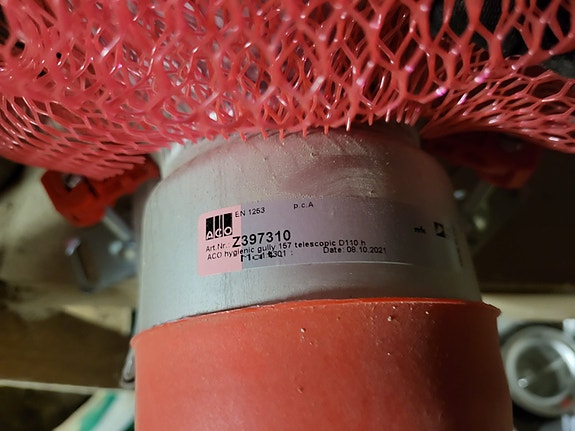 EN 1253 p.c.A
ACO
Art.Nr.: Z397310
ACO hygienic gully 157 telescopic D110 h
Date: 08.10.2021